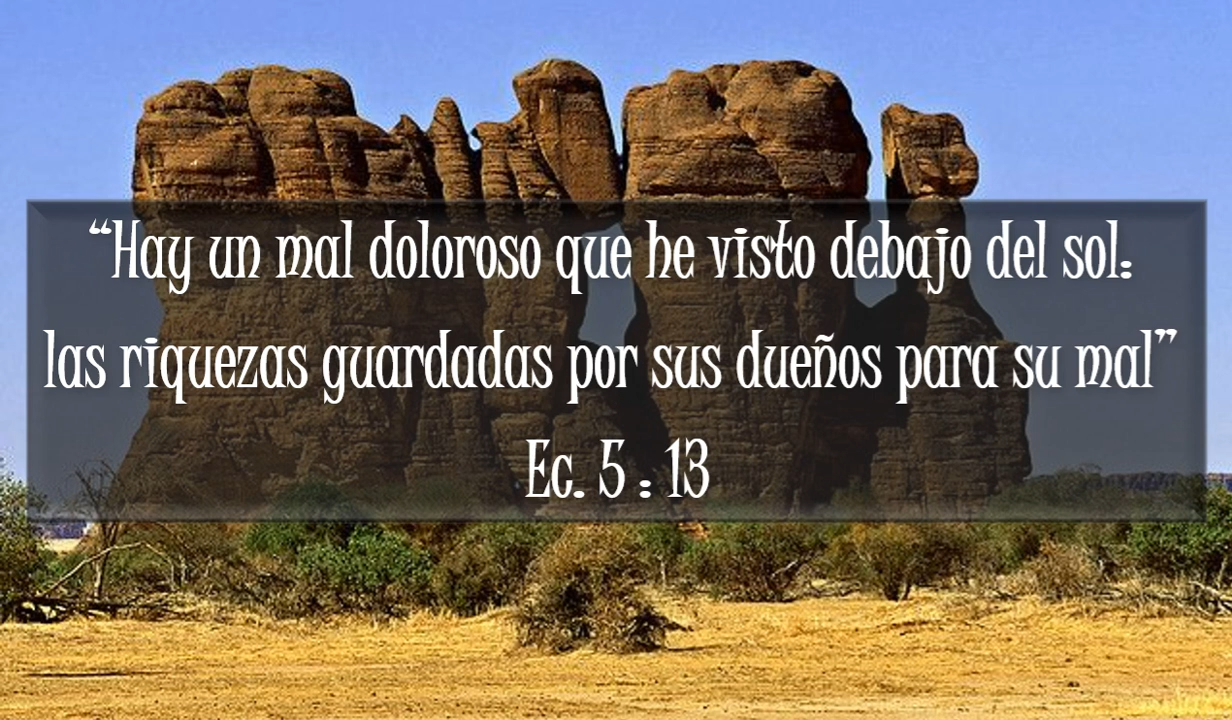 “Hay un mal doloroso que he visto debajo del sol:
las riquezas guardadas por sus dueños para su mal”
Ec. 5 : 13